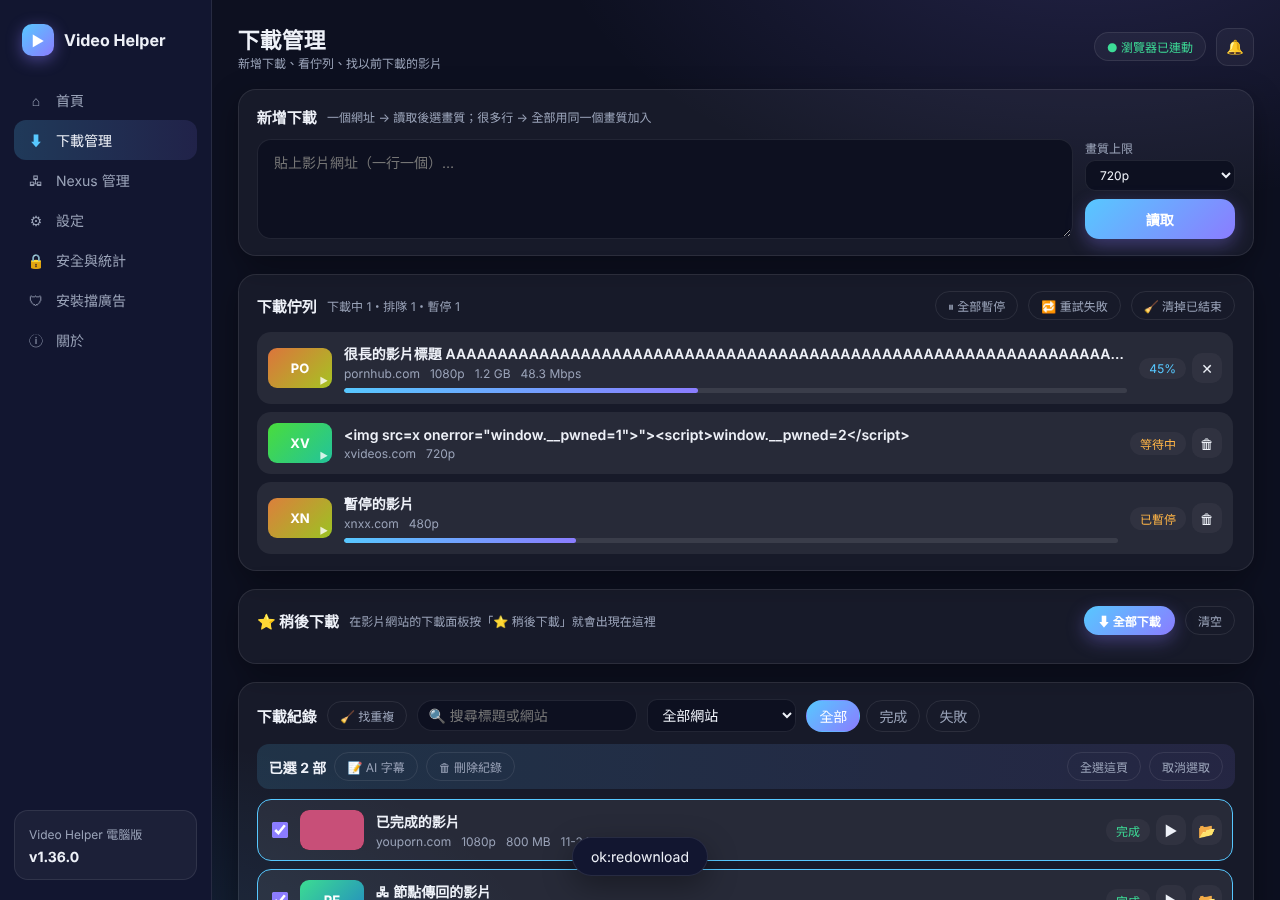 Video Helper
首頁
下載管理
Nexus 管理
設定
安全與統計
安裝擋廣告
關於
Video Helper 電腦版
v1.36.0
下載管理
新增下載、看佇列、找以前下載的影片
瀏覽器已連動
新增下載 一個網址 → 讀取後選畫質；很多行 → 全部用同一個畫質加入
貼上影片網址（一行一個）...
畫質上限
720p
讀取
下載佇列 下載中 1・排隊 1・暫停 1
全部暫停 重試失敗 清掉已結束
PO
很長的影片標題 AAAAAAAAAAAAAAAAAAAAAAAAAAAAAAAAAAAAAAAAAAAAAAAAAAAAAAAAAAAAAAAA...
pornhub.com 1080p 1.2 GB 48.3 Mbps
45%
XV
<img src=x onerror="window.__pwned=1">"><script>window.__pwned=2</script>
xvideos.com 720p
等待中
XN
暫停的影片
xnxx.com 480p
已暫停
⭐ 稍後下載 在影片網站的下載面板按「⭐ 稍後下載」就會出現在這裡
全部下載 清空
下載紀錄 找重複 搜尋標題或網站 全部網站 全部 完成 失敗
已選 2 部 AI 字幕 刪除紀錄 全選這頁 取消選取
已完成的影片
youporn.com 1080p 800 MB
完成
ok:redownload
節點傳回的影片
完成